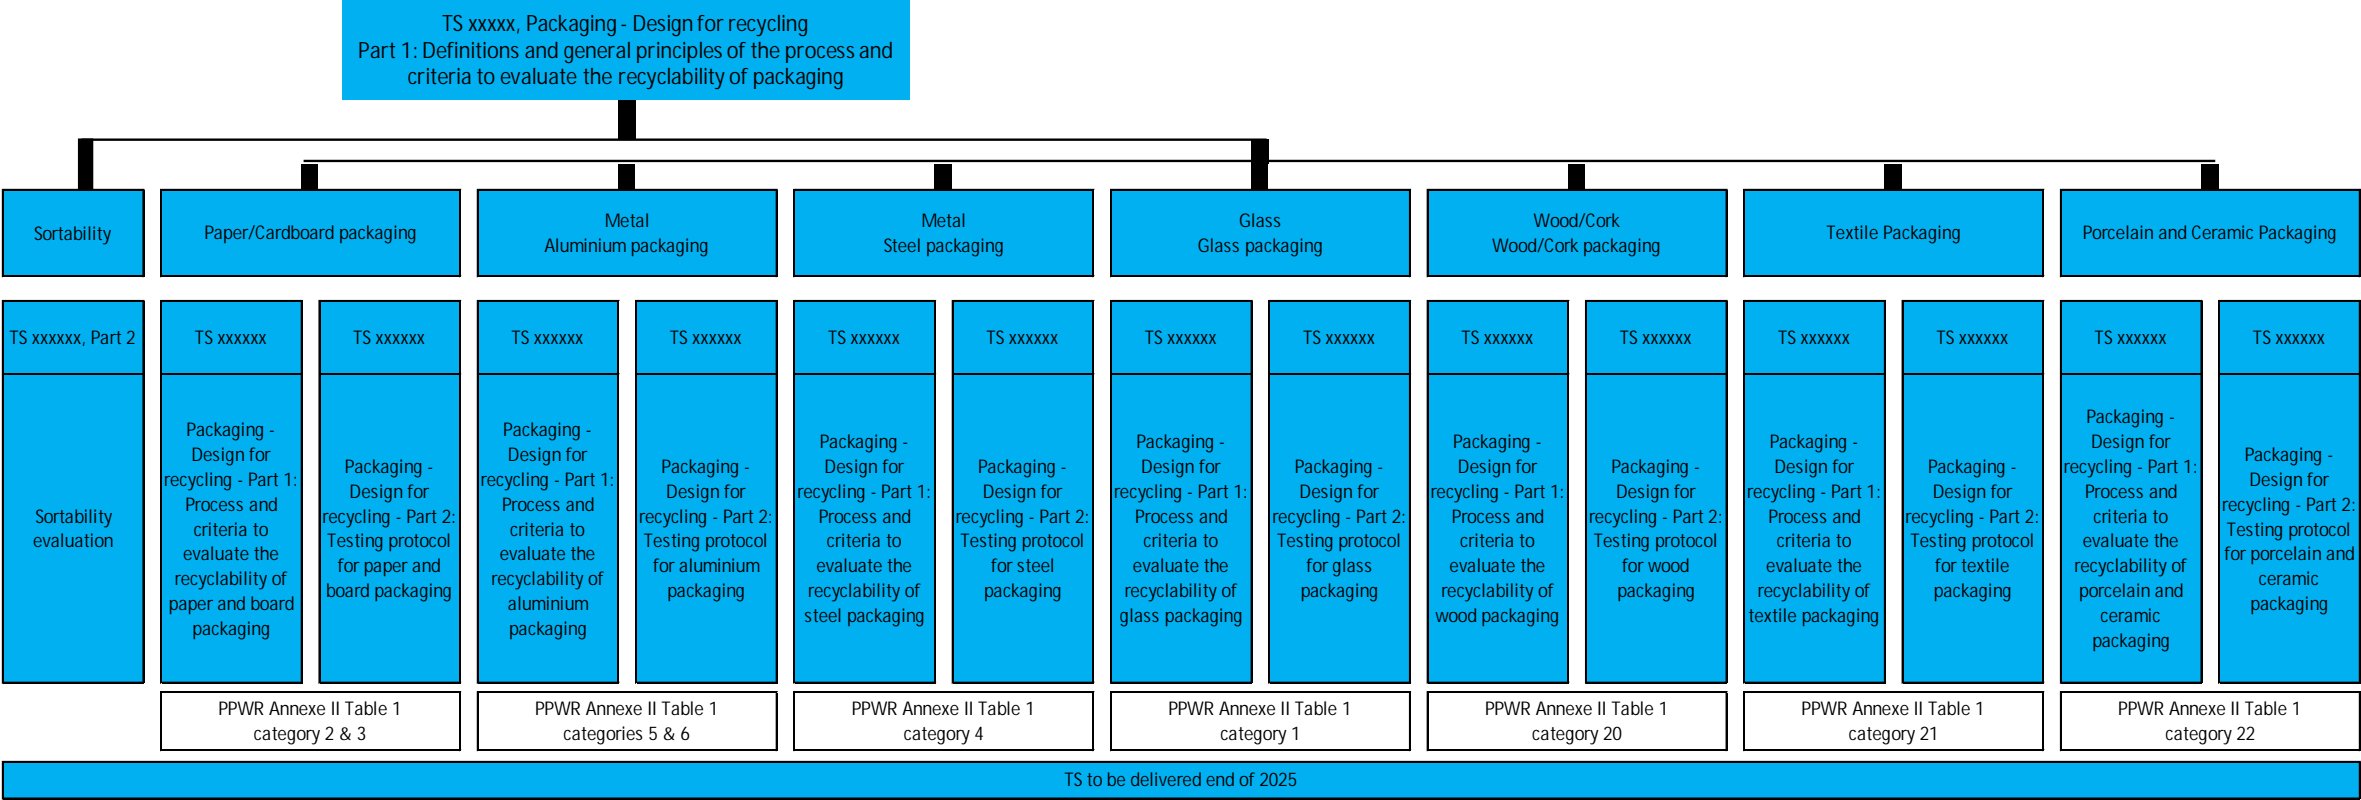 TS xxxxx, Packaging - Design for recycling
Part 1: Definitions and general principles of the process and
criteria to evaluate the recyclability of packaging
Sortability
Paper/Cardboard packaging
Metal
Aluminium packaging
Metal
Steel packaging
Glass
Glass packaging
Wood/Cork
Wood/Cork packaging
Textile Packaging
Porcelain and Ceramic Packaging
TS xxxxxx, Part 2
TS xxxxxx
TS xxxxxx
TS xxxxxx
TS xxxxxx
TS xxxxxx
TS xxxxxx
TS xxxxxx
TS xxxxxx
TS xxxxxx
TS xxxxxx
TS xxxxxx
TS xxxxxx
TS xxxxxx
TS xxxxxx
Sortability
evaluation
Packaging -
Design for
recycling - Part 1:
Process and
criteria to
evaluate the
recyclability of
paper and board
packaging
Packaging -
Design for
recycling - Part 2:
Testing protocol
for paper and
board packaging
Packaging -
Design for
recycling - Part 1:
Process and
criteria to
evaluate the
recyclability of
aluminium
packaging
Packaging -
Design for
recycling - Part 2:
Testing protocol
for aluminium
packaging
Packaging -
Design for
recycling - Part 1:
Process and
criteria to
evaluate the
recyclability of
steel packaging
Packaging -
Design for
recycling - Part 2:
Testing protocol
for steel
packaging
Packaging -
Design for
recycling - Part 1:
Process and
criteria to
evaluate the
recyclability of
glass packaging
Packaging -
Design for
recycling - Part 2:
Testing protocol
for glass
packaging
Packaging -
Design for
recycling - Part 1:
Process and
criteria to
evaluate the
recyclability of
wood packaging
Packaging -
Design for
recycling - Part 2:
Testing protocol
for wood
packaging
Packaging -
Design for
recycling - Part 1:
Process and
criteria to
evaluate the
recyclability of
textile packaging
Packaging -
Design for
recycling - Part 2:
Testing protocol
for textile
packaging
Packaging -
Design for
recycling - Part 1:
Process and
criteria to
evaluate the
recyclability of
porcelain and
ceramic
packaging
Packaging -
Design for
recycling - Part 2:
Testing protocol
for porcelain and
ceramic
packaging
PPWR Annexe II Table 1
category 2 & 3
PPWR Annexe II Table 1
categories 5 & 6
PPWR Annexe II Table 1
category 4
PPWR Annexe II Table 1
category 1
PPWR Annexe II Table 1
category 20
PPWR Annexe II Table 1
category 21
PPWR Annexe II Table 1
category 22
TS to be delivered end of 2025